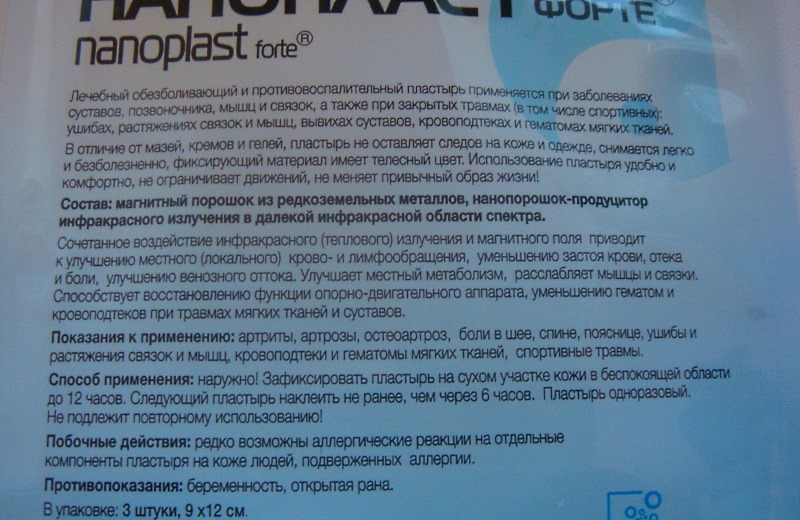 НАНОПЛАСТ ФОРТЕ®
nanoplast forte®
Лечебный обезболивающий и противовоспалительный пластырь применяется при заболеваниях
суставов, позвоночника, мышц и связок, а также при закрытых травмах (в том числе спортивных):
ушибах, растяжениях связок и мышц, вывихах суставов, кровоподтеках и гематомах мягких тканей.
В отличие от мазей, кремов и гелей, пластырь не оставляет следов на коже и одежде, снимается легко
и безболезненно, фиксирующий материал имеет телесный цвет. Использование пластыря удобно и
комфортно, не ограничивает движений, не меняет привычный образ жизни!
Состав: магнитный порошок из редкоземельных металлов, нанопорошок-продуцитор
инфракрасного излучения в далекой инфракрасной области спектра.
Сочетанное воздействие инфракрасного (теплового) излучения и магнитного поля приводит
к улучшению местного (локального) крово- и лимфообращения, уменьшению застоя крови, отека
и боли, улучшению венозного оттока. Улучшает местный метаболизм, расслабляет мышцы и связки.
Способствует восстановлению функции опорно-двигательного аппарата, уменьшению гематом и
кровоподтеков при травмах мягких тканей и суставов.
Показания к применению: артриты, артрозы, остеоартроз, боли в шее, спине, пояснице, ушибы и
растяжения связок и мышц, кровоподтеки и гематомы мягких тканей, спортивные травмы.
Способ применения: наружно! Зафиксировать пластырь на сухом участке кожи в беспокоящей области
до 12 часов. Следующий пластырь наклеить не ранее, чем через 6 часов. Пластырь одноразовый.
Не подлежит повторному использованию!
Побочные действия: редко возможны аллергические реакции на отдельные
компоненты пластыря на коже людей, подверженных аллергии.
Противопоказания: беременность, открытая рана.
В упаковке: 3 штуки, 9 х12 см.